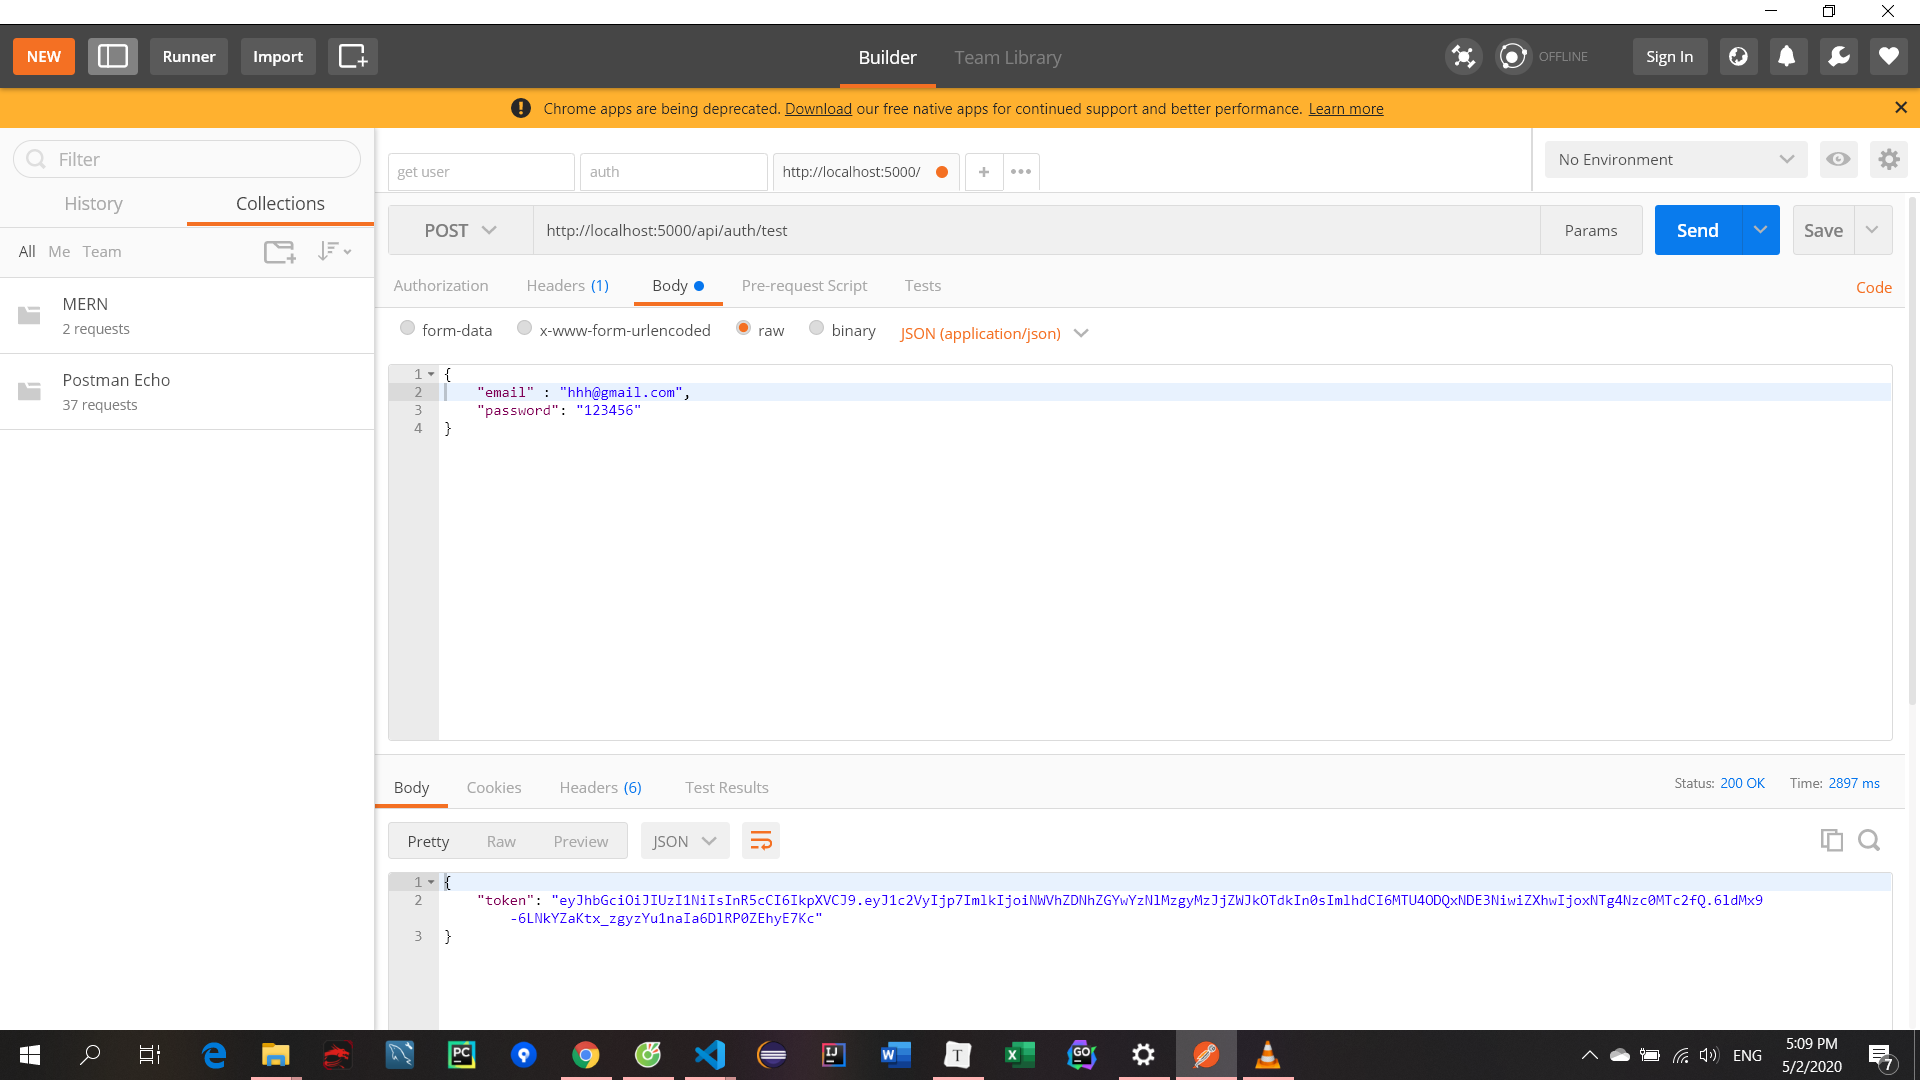 NEW
Runner
Import
Builder
Team Library
OFFLINE
Sign In
Chrome apps are being deprecated. Download our free native apps for continued support and better performance. Learn more
Filter
History
Collections
All
Me
Team
MERN
2 requests
Postman Echo
37 requests
get user
auth
http://localhost:5000/
No Environment
POST
http://localhost:5000/api/auth/test
Params
Send
Save
Authorization
Headers (1)
Body
Pre-request Script
Tests
Code
form-data
x-www-form-urlencoded
raw
binary
JSON (application/json)
1 {
2 "email" : "hhh@gmail.com",
3 "password": "123456"
4 }
Body
Cookies
Headers (6)
Test Results
Status: 200 OK
Time: 2897 ms
Pretty
Raw
Preview
JSON
1 {
2 "token": "eyJhbGciOiJIUzI1NiIsInR5cCI6IkpXVCJ9.eyJ1c2VyIjp7ImlkIjoiNWVhZDNhZGYwYzNlMzgyMzJjZWJkOTdkIn0sImlhdCI6MTU4ODQxNDE3NiwiZXhwIjoxNTg4Nzc0MTc2fQ.6ldMx9
-6LNkYZaKtx_zgyzYu1naIa6DlRP0ZEhyE7Kc"
3 }
ENG
5:09 PM
5/2/2020
7